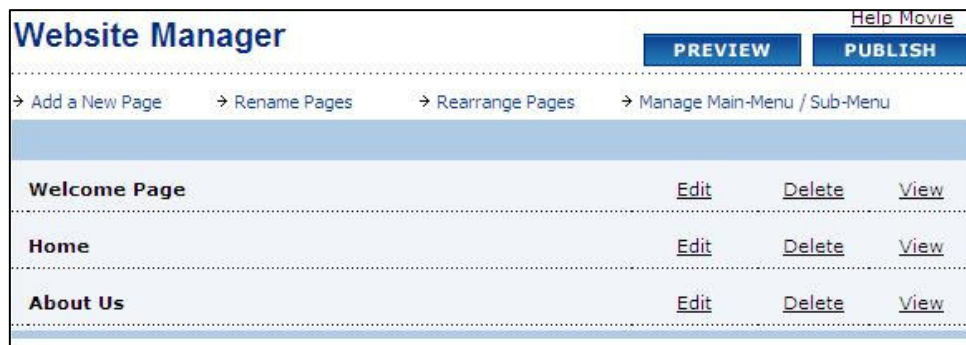 Help Movie
Website Manager
PREVIEW PUBLISH
→ Add a New Page → Rename Pages → Rearrange Pages → Manage Main-Menu / Sub-Menu
Welcome Page Edit Delete View
Home Edit Delete View
About Us Edit Delete View